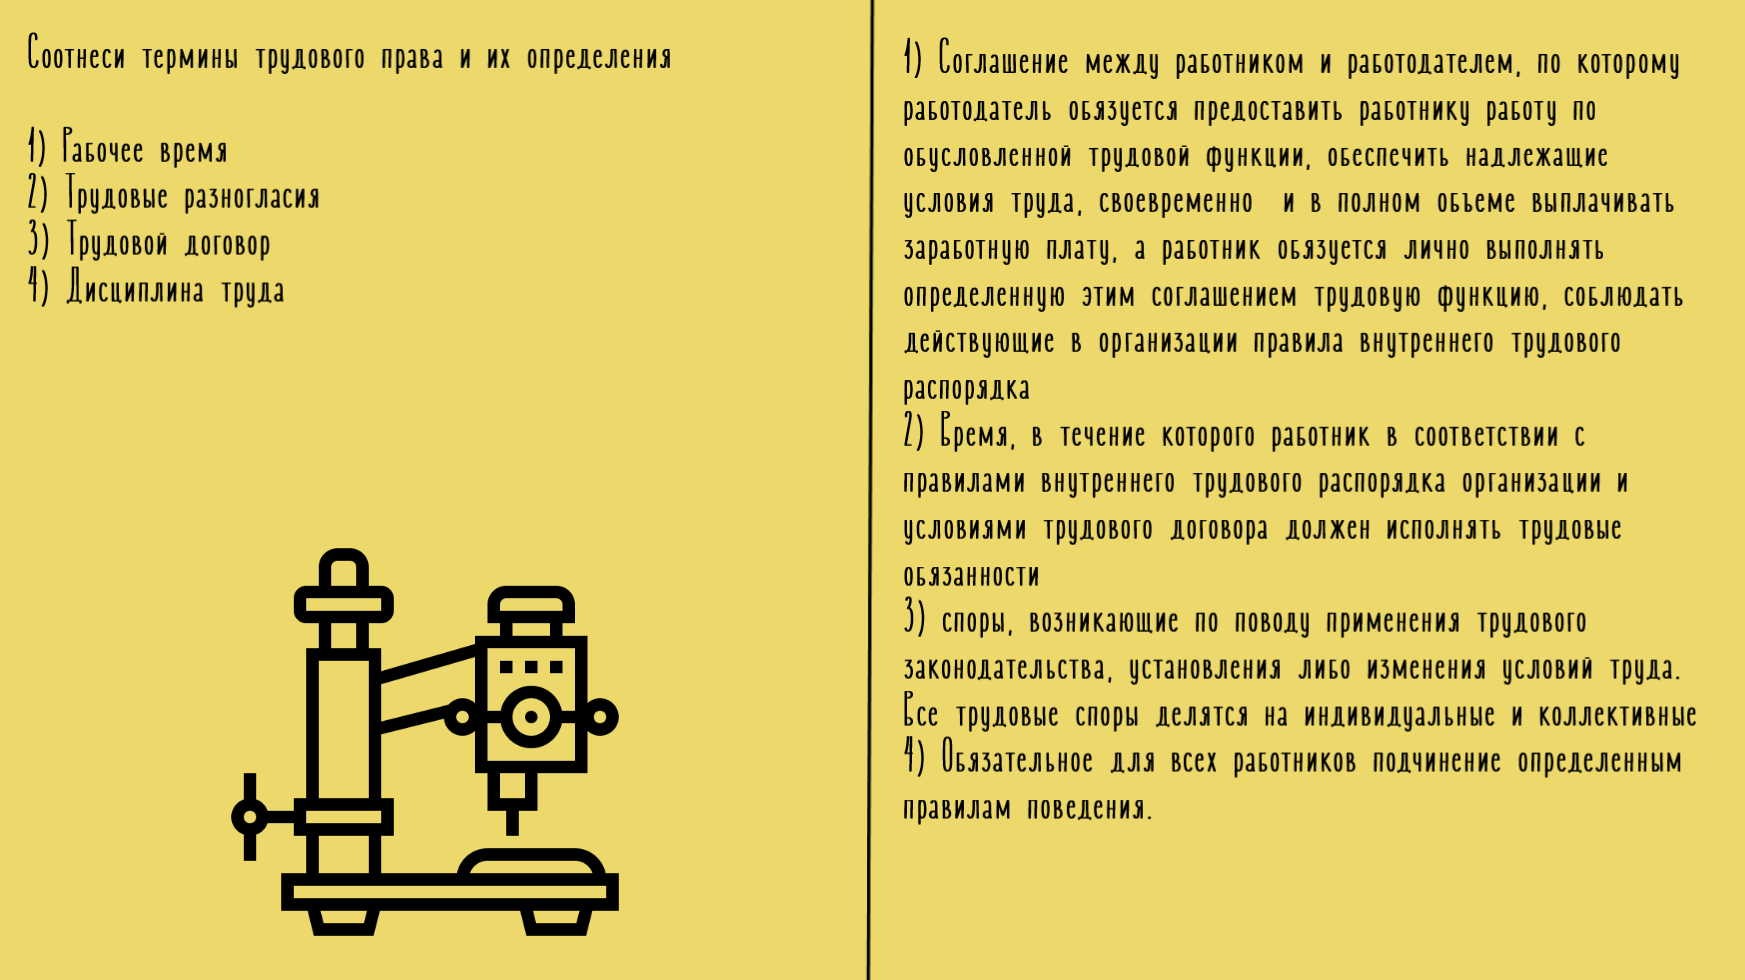 Соотнеси термины трудового права и их определения
1) Рабочее время
2) Трудовые разногласия
3) Трудовой договор
4) Дисциплина труда
1) Соглашение между работником и работодателем, по которому
работодатель обязуется предоставить работнику работу по
обусловленной трудовой функции, обеспечить надлежащие
условия труда, своевременно и в полном объеме выплачивать
заработную плату, а работник обязуется лично выполнять
определенную этим соглашением трудовую функцию, соблюдать
действующие в организации правила внутреннего трудового
распорядка
2) Время, в течение которого работник в соответствии с
правилами внутреннего трудового распорядка организации и
условиями трудового договора должен исполнять трудовые
обязанности
3) споры, возникающие по поводу применения трудового
законодательства, установления либо изменения условий труда.
Все трудовые споры делятся на индивидуальные и коллективные
4) Обязательное для всех работников подчинение определенным
правилам поведения.